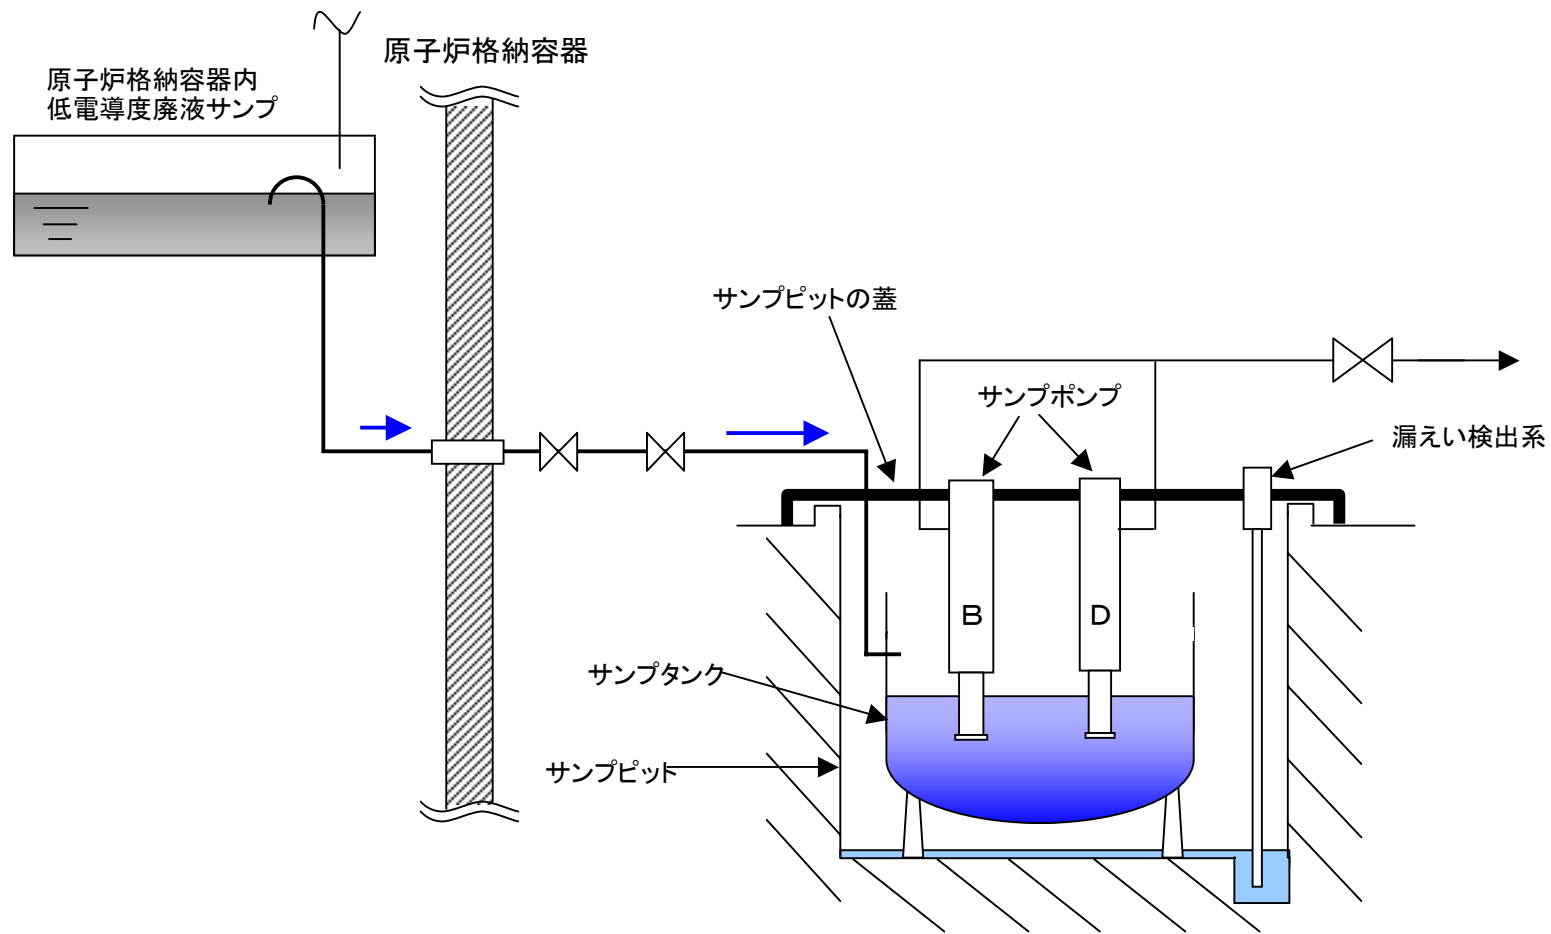 原子炉格納容器
原子炉格納容器内
低電導度廃液サンプ
サンプピットの蓋
サンプポンプ
漏えい検出系
B
D
サンプタンク
サンプピット